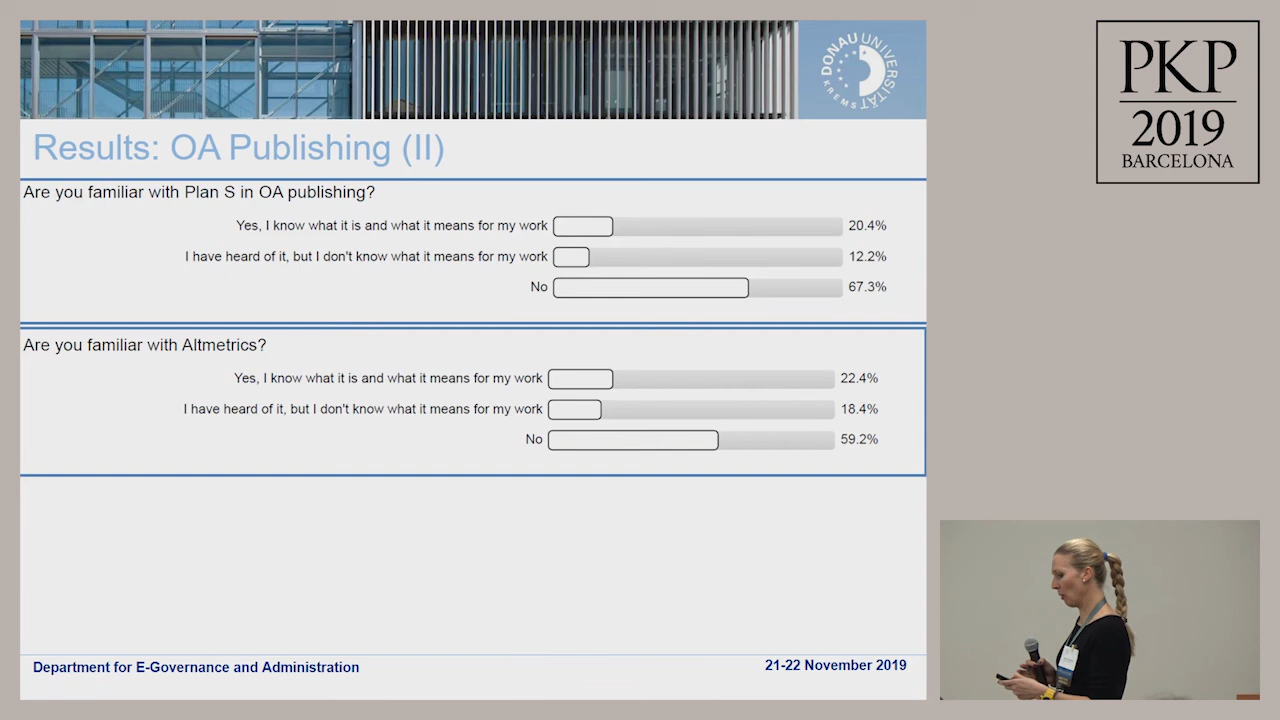 DONAU UNIVERSITÄT
KREMS
PKP
2019
BARCELONA
Results: OA Publishing (II)
Are you familiar with Plan S in OA publishing?
Yes, I know what it is and what it means for my work 20.4%
I have heard of it, but I don't know what it means for my work 12.2%
No 67.3%
Are you familiar with Altmetrics?
Yes, I know what it is and what it means for my work 22.4%
I have heard of it, but I don't know what it means for my work 18.4%
No 59.2%
Department for E-Governance and Administration
21-22 November 2019